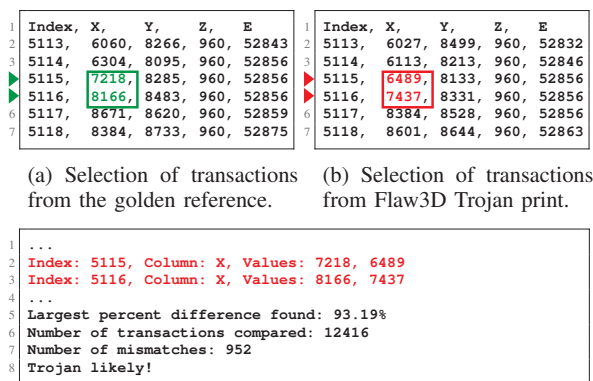 1 Index, X, Y, Z, E
2 5113, 6060, 8266, 960, 52843
3 5114, 6304, 8095, 960, 52856
5115, 7218, 8285, 960, 52856
5116, 8166, 8483, 960, 52856
6 5117, 8671, 8620, 960, 52859
7 5118, 8384, 8733, 960, 52875
(a) Selection of transactions
from the golden reference.
1 Index, X, Y, Z, E
2 5113, 6027, 8499, 960, 52832
3 5114, 6113, 8213, 960, 52846
5115, 6489, 8133, 960, 52856
5116, 7437, 8331, 960, 52856
6 5117, 8384, 8528, 960, 52856
7 5118, 8601, 8644, 960, 52863
(b) Selection of transactions
from Flaw3D Trojan print.
1 ...
2 Index: 5115, Column: X, Values: 7218, 6489
3 Index: 5116, Column: X, Values: 8166, 7437
4 ...
5 Largest percent difference found: 93.19%
6 Number of transactions compared: 12416
7 Number of mismatches: 952
8 Trojan likely!